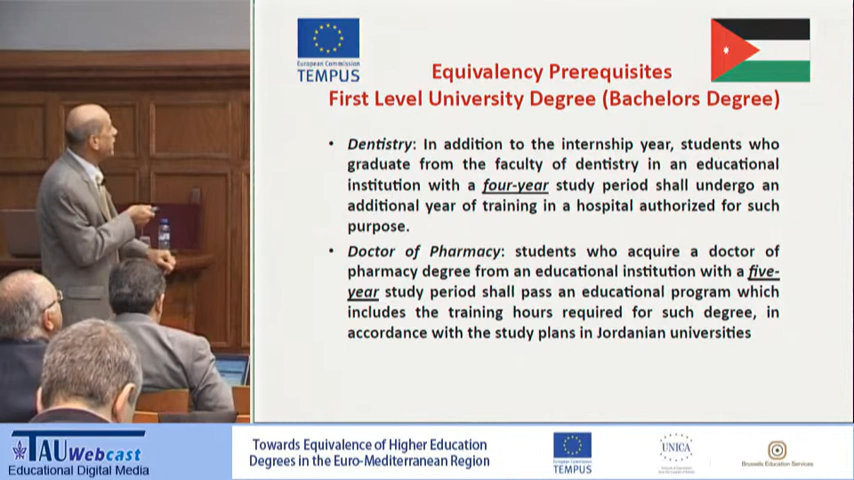 European Commission
TEMPUS
Equivalency Prerequisites
First Level University Degree (Bachelors Degree)
• Dentistry: In addition to the internship year, students who
graduate from the faculty of dentistry in an educational
institution with a four-year study period shall undergo an
additional year of training in a hospital authorized for such
purpose.
• Doctor of Pharmacy: students who acquire a doctor of
pharmacy degree from an educational institution with a five-
year study period shall pass an educational program which
includes the training hours required for such degree, in
accordance with the study plans in Jordanian universities
TAU Webcast
Educational Digital Media
Towards Equivalence of Higher Education
Degrees in the Euro-Mediterranean Region
European Commission
TEMPUS
UNICA
Brussels Education Services